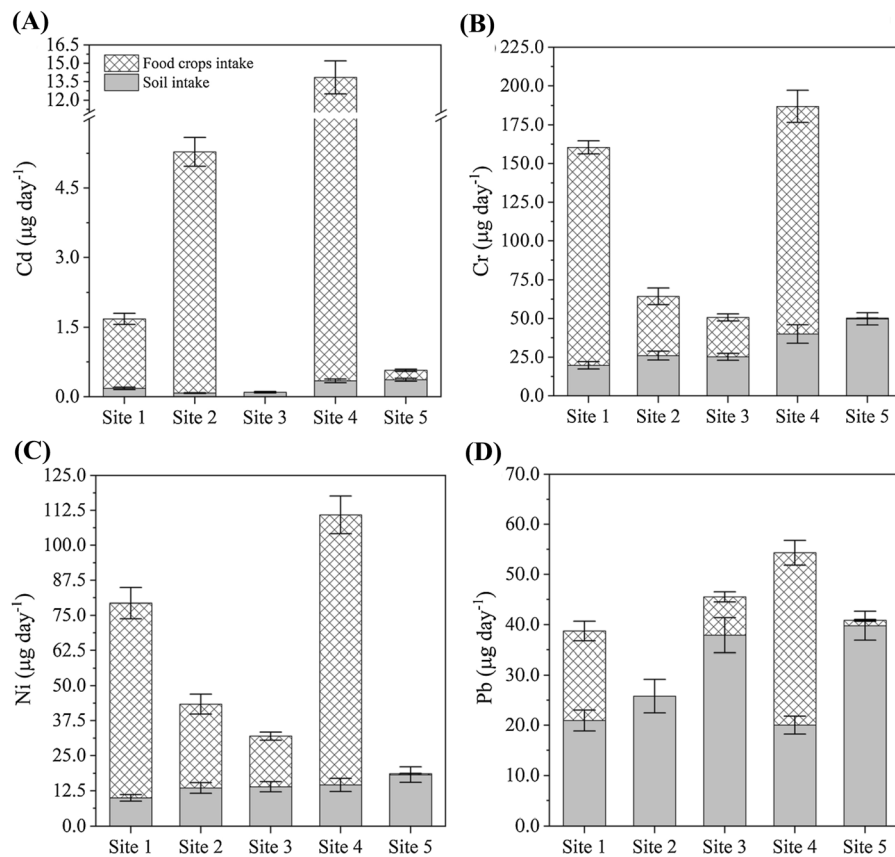 (A)
16.5
15.0
13.5
12.0
4.5
3.0
1.5
0.0
Cd (μg day⁻¹)
Food crops intake
Soil intake
Site 1 Site 2 Site 3 Site 4 Site 5
(B)
225.0
200.0
175.0
150.0
125.0
100.0
75.0
50.0
25.0
0.0
Cr (μg day⁻¹)
Site 1 Site 2 Site 3 Site 4 Site 5
(C)
125.0
112.5
100.0
87.5
75.0
62.5
50.0
37.5
25.0
12.5
0.0
Ni (μg day⁻¹)
Site 1 Site 2 Site 3 Site 4 Site 5
(D)
70.0
60.0
50.0
40.0
30.0
20.0
10.0
0.0
Pb (μg day⁻¹)
Site 1 Site 2 Site 3 Site 4 Site 5